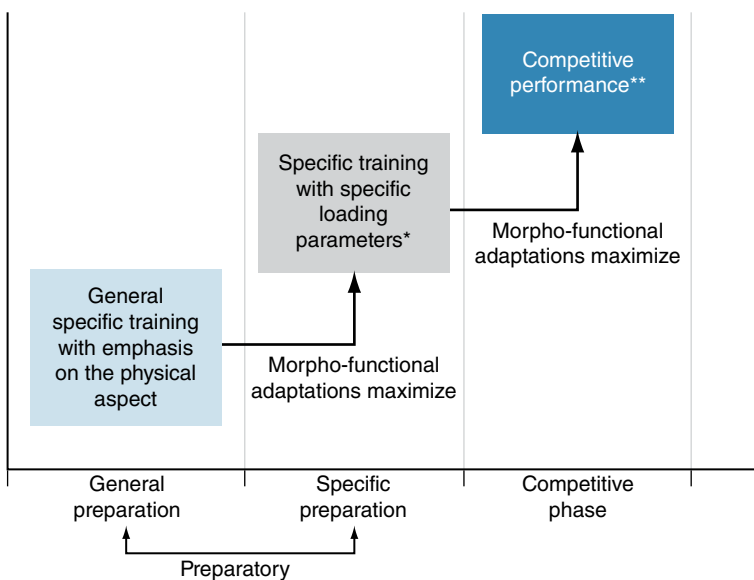 Competitive
performance**
Specific training
with specific
loading
parameters*
Morpho-functional
adaptations maximize
General
specific training
with emphasis
on the physical
aspect
Morpho-functional
adaptations maximize
General
preparation
Specific
preparation
Competitive
phase
Preparatory